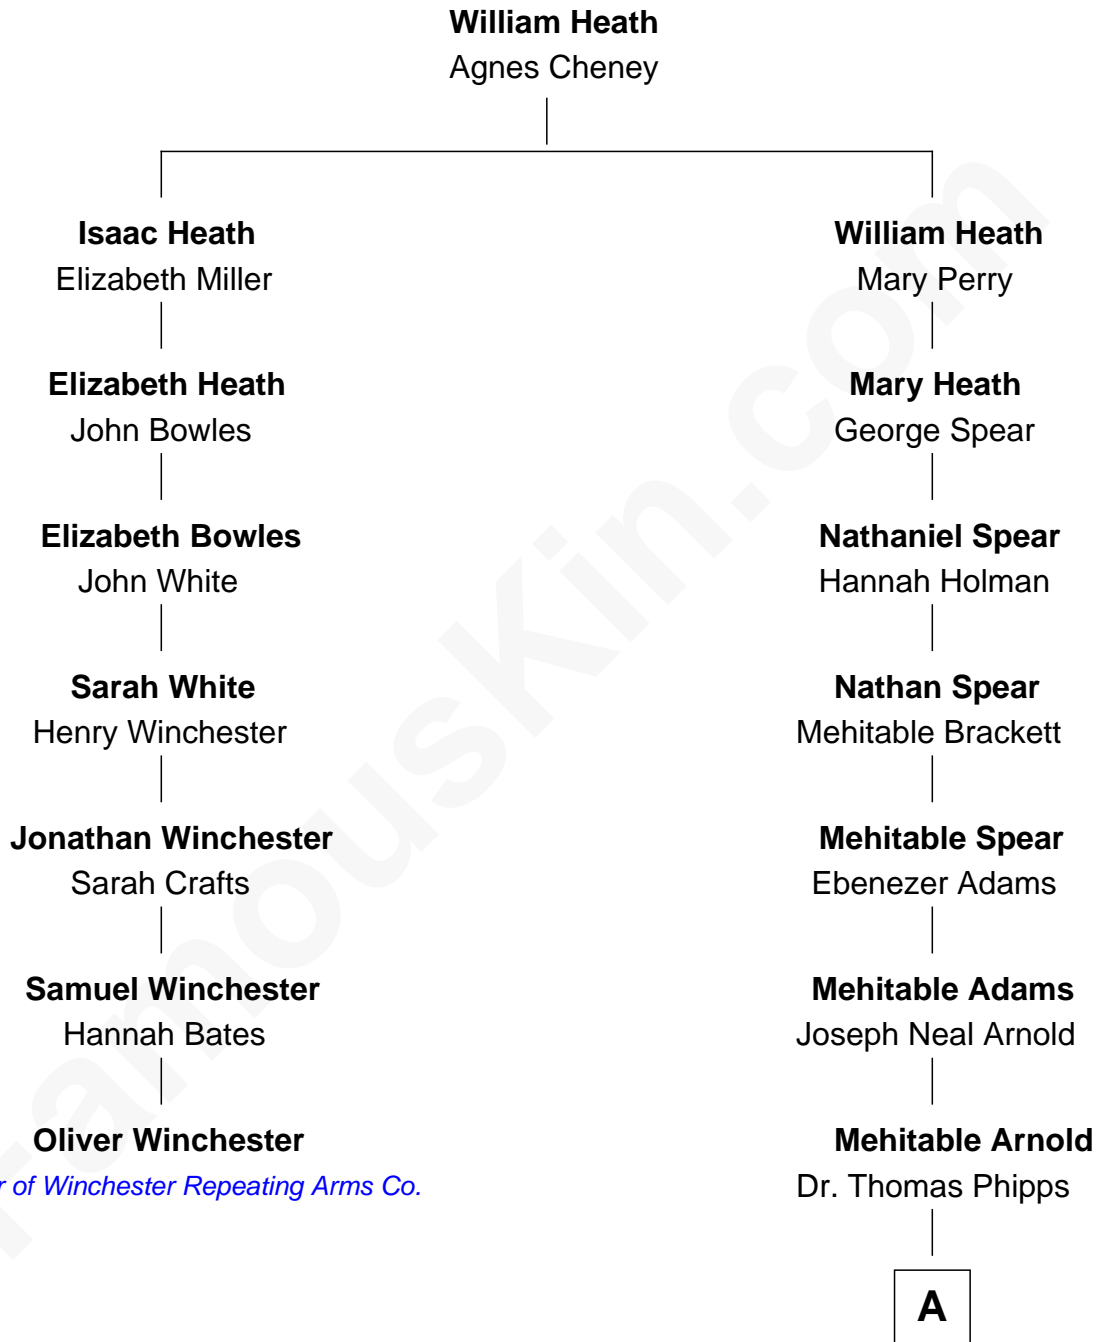 William Heath
Agnes Cheney
Isaac Heath
Elizabeth Miller
William Heath
Mary Perry
Elizabeth Heath
John Bowles
Mary Heath
George Spear
Elizabeth Bowles
John White
Nathaniel Spear
Hannah Holman
Sarah White
Henry Winchester
Nathan Spear
Mehitable Brackett
Jonathan Winchester
Sarah Crafts
Mehitable Spear
Ebenezer Adams
Samuel Winchester
Hannah Bates
Mehitable Adams
Joseph Neal Arnold
Oliver Winchester
of Winchester Repeating Arms Co.
Mehitable Arnold
Dr. Thomas Phipps
A
FamousKin.com